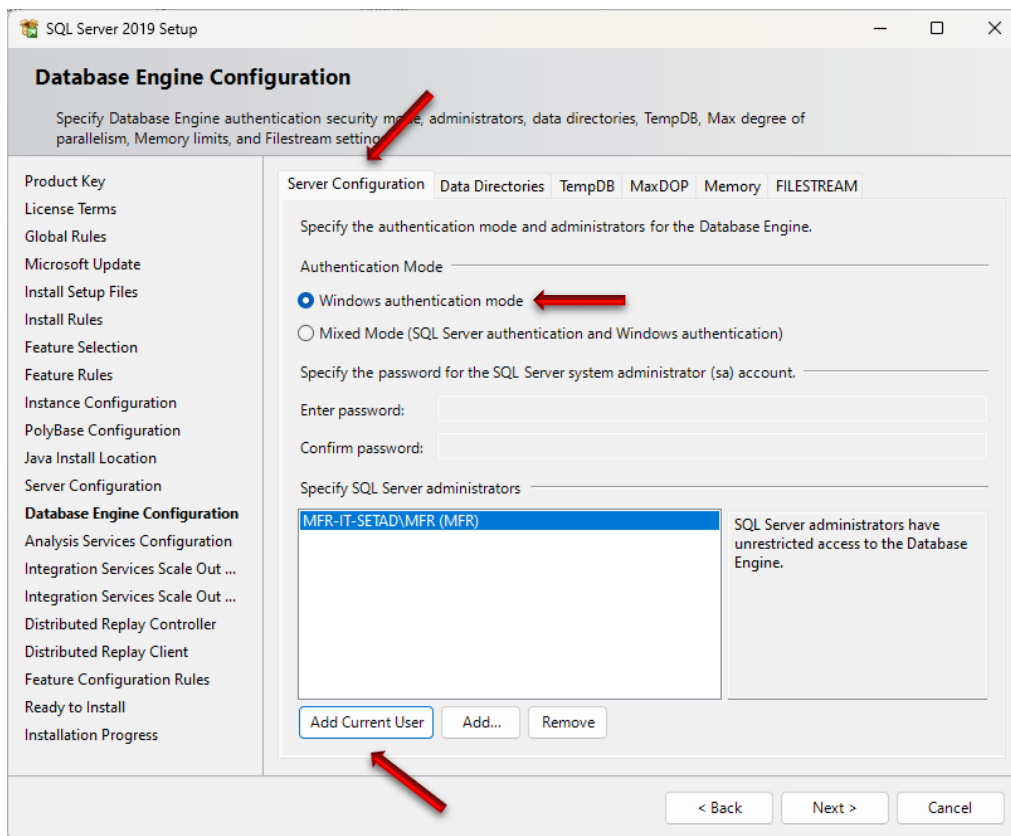 SQL Server 2019 Setup
Database Engine Configuration
Specify Database Engine authentication security mode, administrators, data directories, TempDB, Max degree of
parallelism, Memory limits, and Filestream settings
Product Key
License Terms
Global Rules
Microsoft Update
Install Setup Files
Install Rules
Feature Selection
Feature Rules
Instance Configuration
PolyBase Configuration
Java Install Location
Server Configuration
Database Engine Configuration
Analysis Services Configuration
Integration Services Scale Out ...
Integration Services Scale Out ...
Distributed Replay Controller
Distributed Replay Client
Feature Configuration Rules
Ready to Install
Installation Progress
Server Configuration Data Directories TempDB MaxDOP Memory FILESTREAM
Specify the authentication mode and administrators for the Database Engine.
Authentication Mode
Windows authentication mode
Mixed Mode (SQL Server authentication and Windows authentication)
Specify the password for the SQL Server system administrator (sa) account.
Enter password:
Confirm password:
Specify SQL Server administrators
MFR-IT-SETAD\MFR (MFR)
SQL Server administrators have
unrestricted access to the Database
Engine.
Add Current User Add... Remove
< Back Next > Cancel